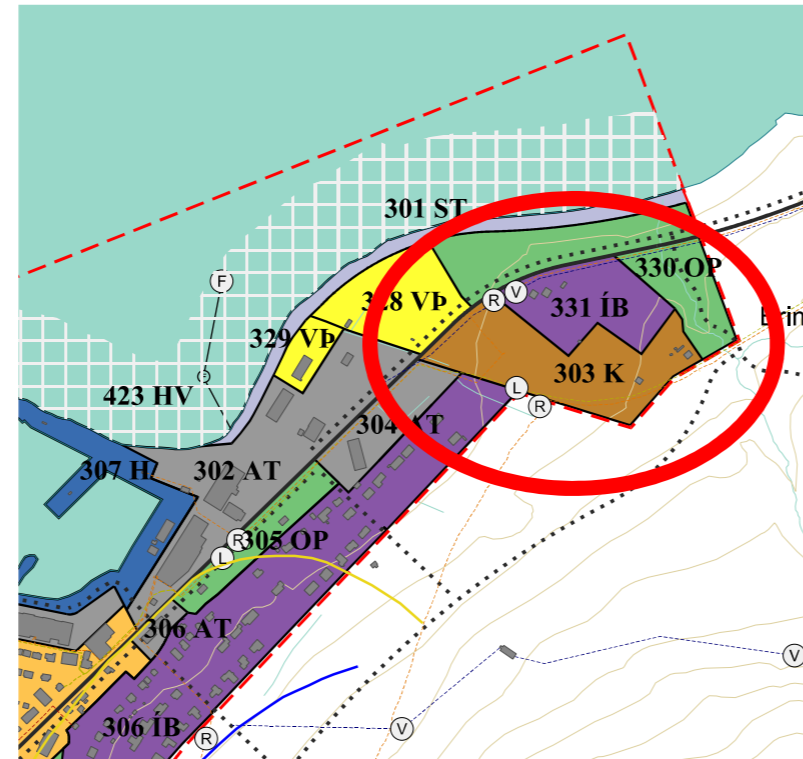 301 ST
F
330 OP
328 VÞ
R V
331 ÍB
Brin
329 VÞ
303 K
E
423 HV
L
R
304 AT
307 H
302 AT
R
L
305 OP
306 AT
V
306 ÍB
R
V